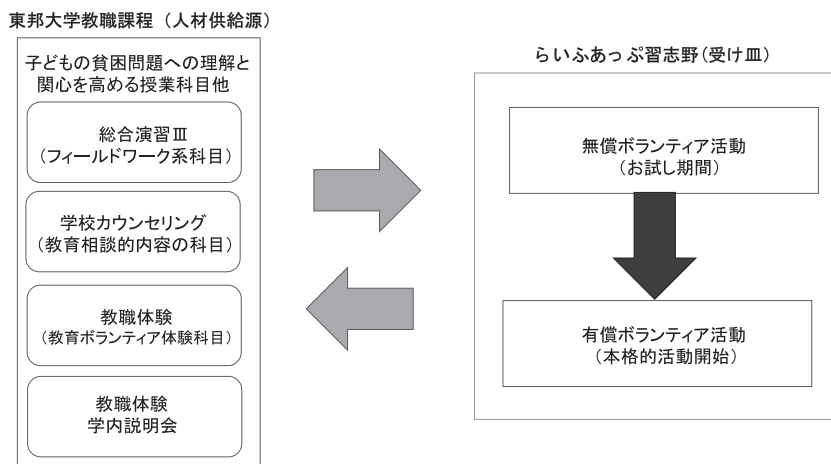 東邦大学教職課程（人材供給源）
子どもの貧困問題への理解と
関心を高める授業科目他
総合演習Ⅲ
（フィールドワーク系科目）
学校カウンセリング
（教育相談的内容の科目）
教職体験
（教育ボランティア体験科目）
教職体験
学内説明会
らいふあっぷ習志野（受け皿）
無償ボランティア活動
（お試し期間）
有償ボランティア活動
（本格的活動開始）